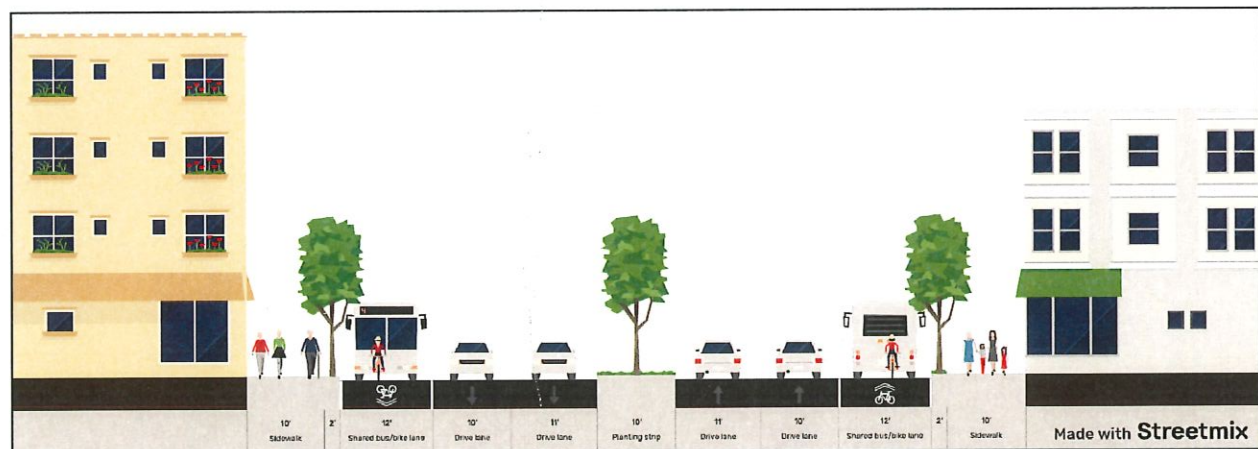 10' 2' 12' 10' 11' 10' 11' 10' 12' 2' 10'
Sidewalk Shared bus/bike lane Drive lane Drive lane Planting strip Drive lane Drive lane Shared bus/bike lane Sidewalk
Made with Streetmix